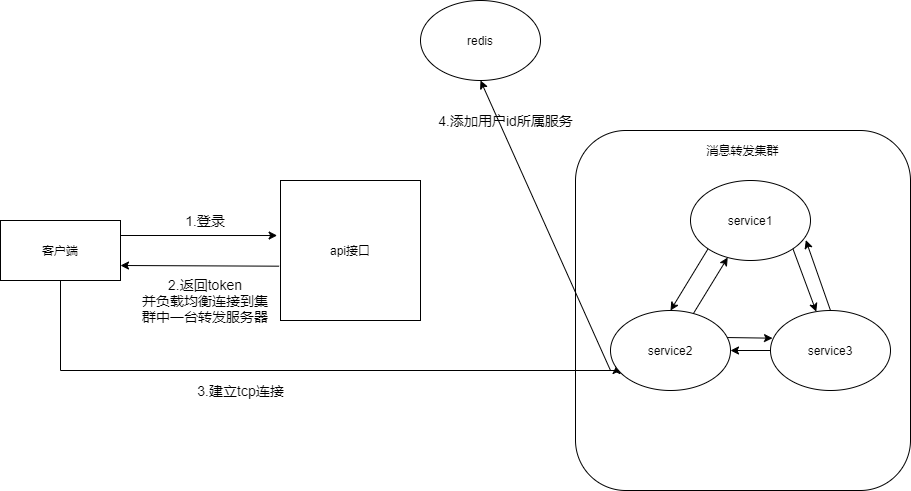 redis
4.添加用户id所属服务
消息转发集群
service1
1.登录
客户端
api接口
2.返回token
并负载均衡连接到集
群中一台转发服务器
service2
service3
3.建立tcp连接